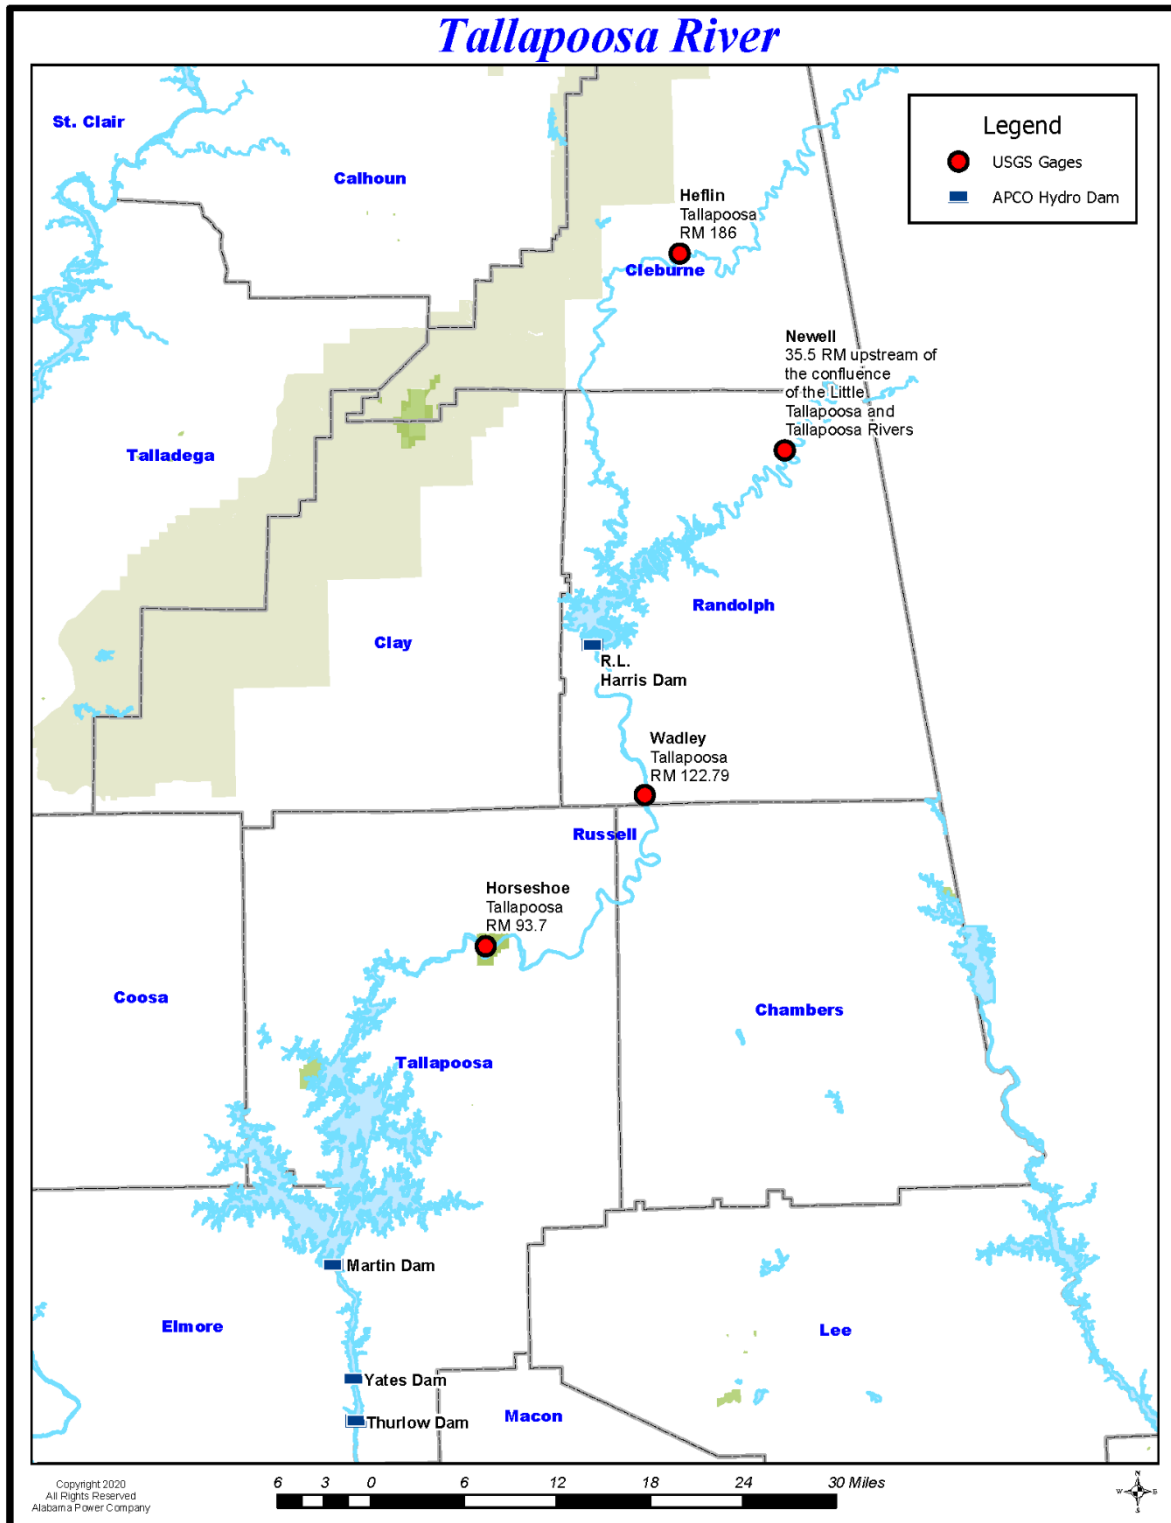 Tallapoosa River
Legend
USGS Gages
APCO Hydro Dam
St. Clair
Calhoun
Heflin
Tallapoosa
RM 186
Cleburne
Newell
35.5 RM upstream of
the confluence
of the Little
Tallapoosa and
Tallapoosa Rivers
Talladega
Randolph
Clay
R.L.
Harris Dam
Wadley
Tallapoosa
RM 122.79
Russell
Horseshoe
Tallapoosa
RM 93.7
Coosa
Chambers
Tallapoosa
Martin Dam
Elmore
Lee
Yates Dam
Macon
Thurlow Dam
Copyright 2020
All Rights Reserved
Alabama Power Company
6 3 0 6 12 18 24 30 Miles
N
W E
S